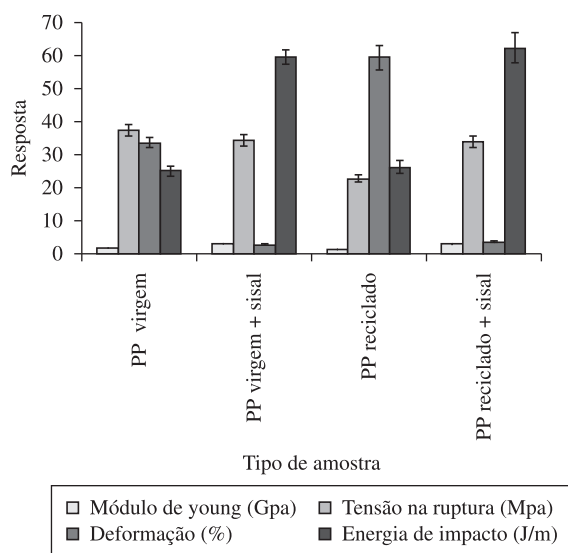 Resposta
70
60
50
40
30
20
10
0
PP virgem
PP virgem + sisal
PP reciclado
PP reciclado + sisal
Tipo de amostra
Módulo de young (Gpa)
Tensão na ruptura (Mpa)
Deformação (%)
Energia de impacto (J/m)